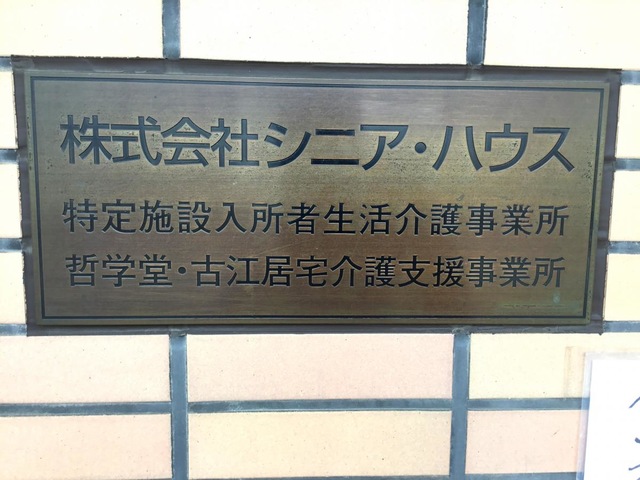 株式会社シニア・ハウス
特定施設入所者生活介護事業所
哲学堂・古江居宅介護支援事業所